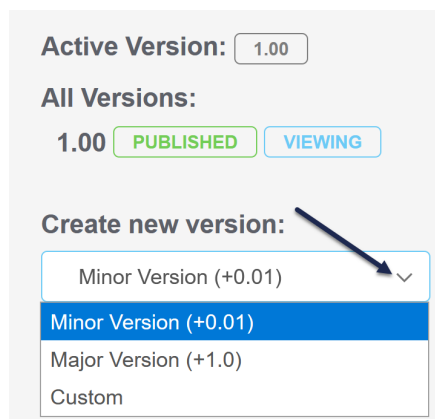 Active Version: 1.00
All Versions:
1.00 PUBLISHED VIEWING
Create new version:
Minor Version (+0.01)
Minor Version (+0.01)
Major Version (+1.0)
Custom